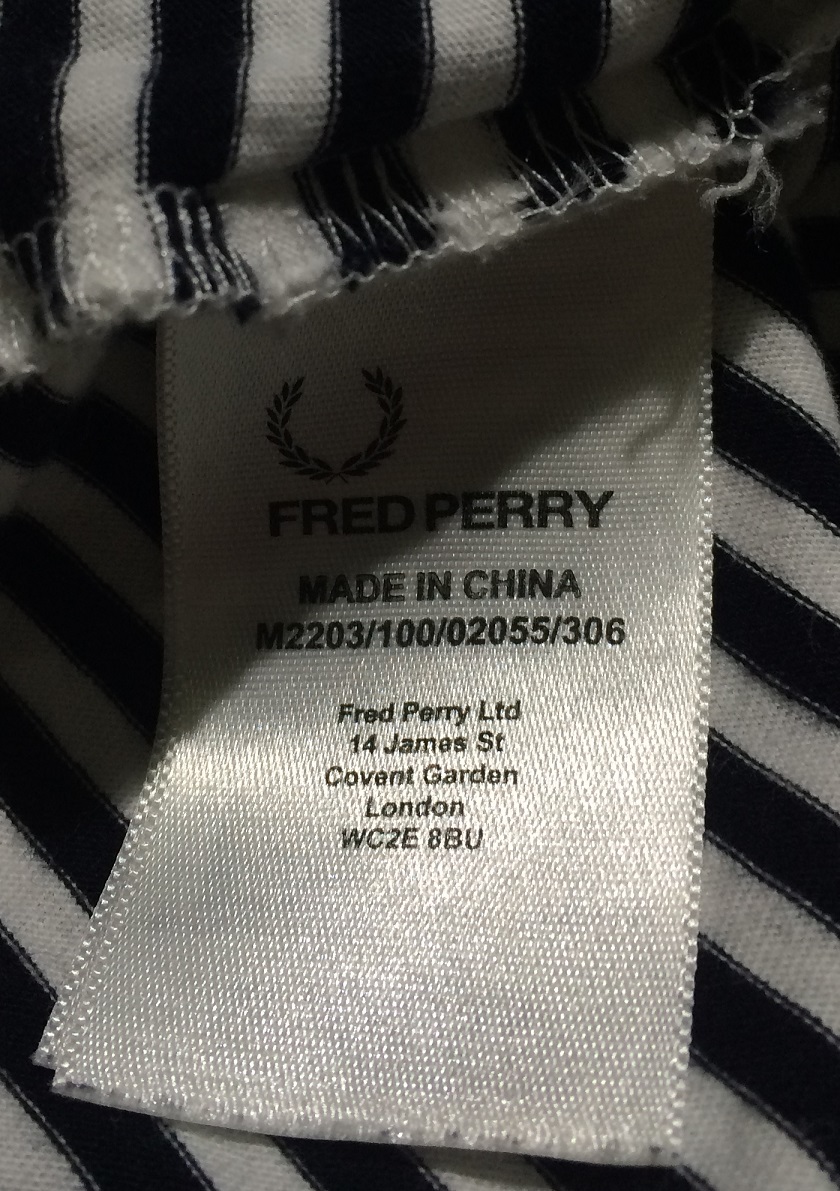 FRED PERRY
MADE IN CHINA
M2203/100/02055/306
Fred Perry Ltd
14 James St
Covent Garden
London
WC2E 8BU